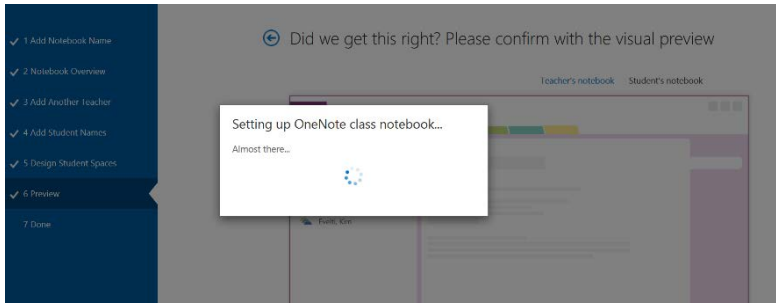 1 Add Notebook Name
2 Notebook Overview
3 Add Another Teacher
4 Add Student Names
5 Design Student Spaces
6 Preview
7 Done
Did we get this right? Please confirm with the visual preview
Teacher's notebook Student's notebook
Setting up OneNote class notebook...
Almost there...
Ken